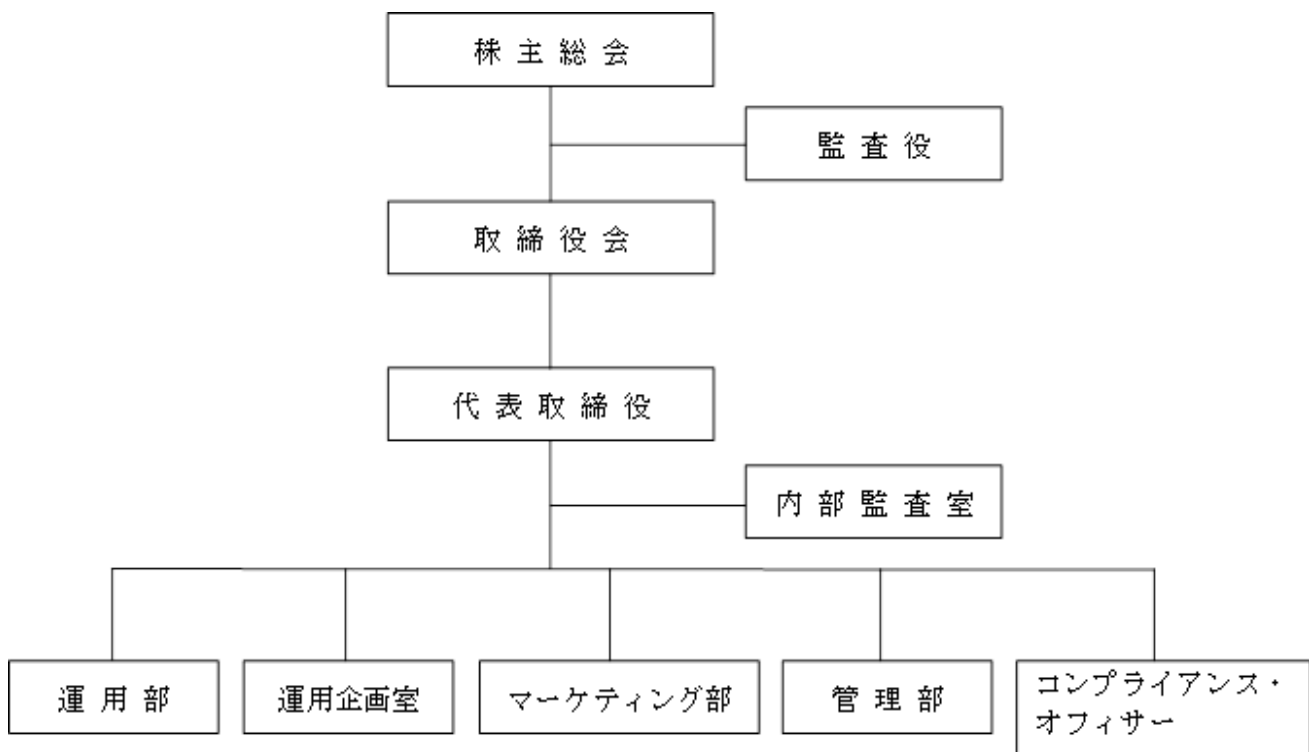 株主総会
監査役
取締役会
代表取締役
内部監査室
運用部
運用企画室
マーケティング部
管理部
コンプライアンス・
オフィサー